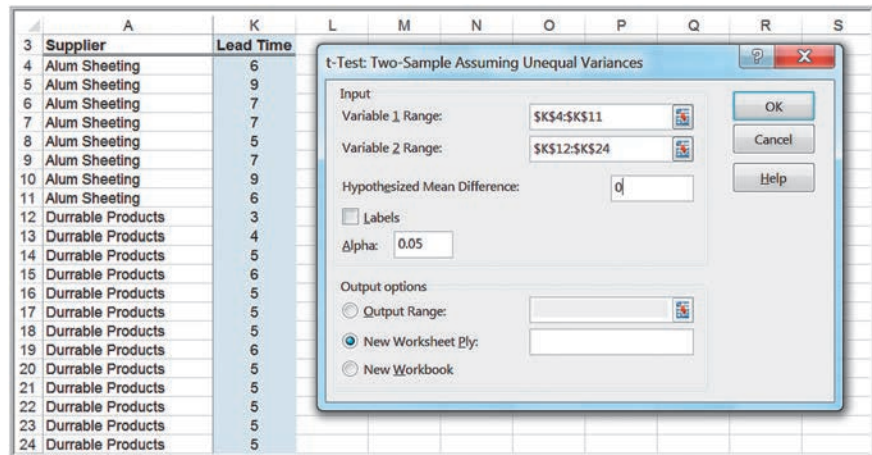 A K L M N O P Q R S
3 Supplier Lead Time
4 Alum Sheeting 6
5 Alum Sheeting 9
6 Alum Sheeting 7
7 Alum Sheeting 7
8 Alum Sheeting 5
9 Alum Sheeting 7
10 Alum Sheeting 9
11 Alum Sheeting 6
12 Durrable Products 3
13 Durrable Products 4
14 Durrable Products 5
15 Durrable Products 6
16 Durrable Products 5
17 Durrable Products 5
18 Durrable Products 5
19 Durrable Products 6
20 Durrable Products 5
21 Durrable Products 5
22 Durrable Products 5
23 Durrable Products 5
24 Durrable Products 5
t-Test: Two-Sample Assuming Unequal Variances
Input
Variable 1 Range: $K$4:$K$11
Variable 2 Range: $K$12:$K$24
Hypothesized Mean Difference: 0
Labels
Alpha: 0.05
Output options
Output Range:
New Worksheet Ply:
New Workbook
OK
Cancel
Help